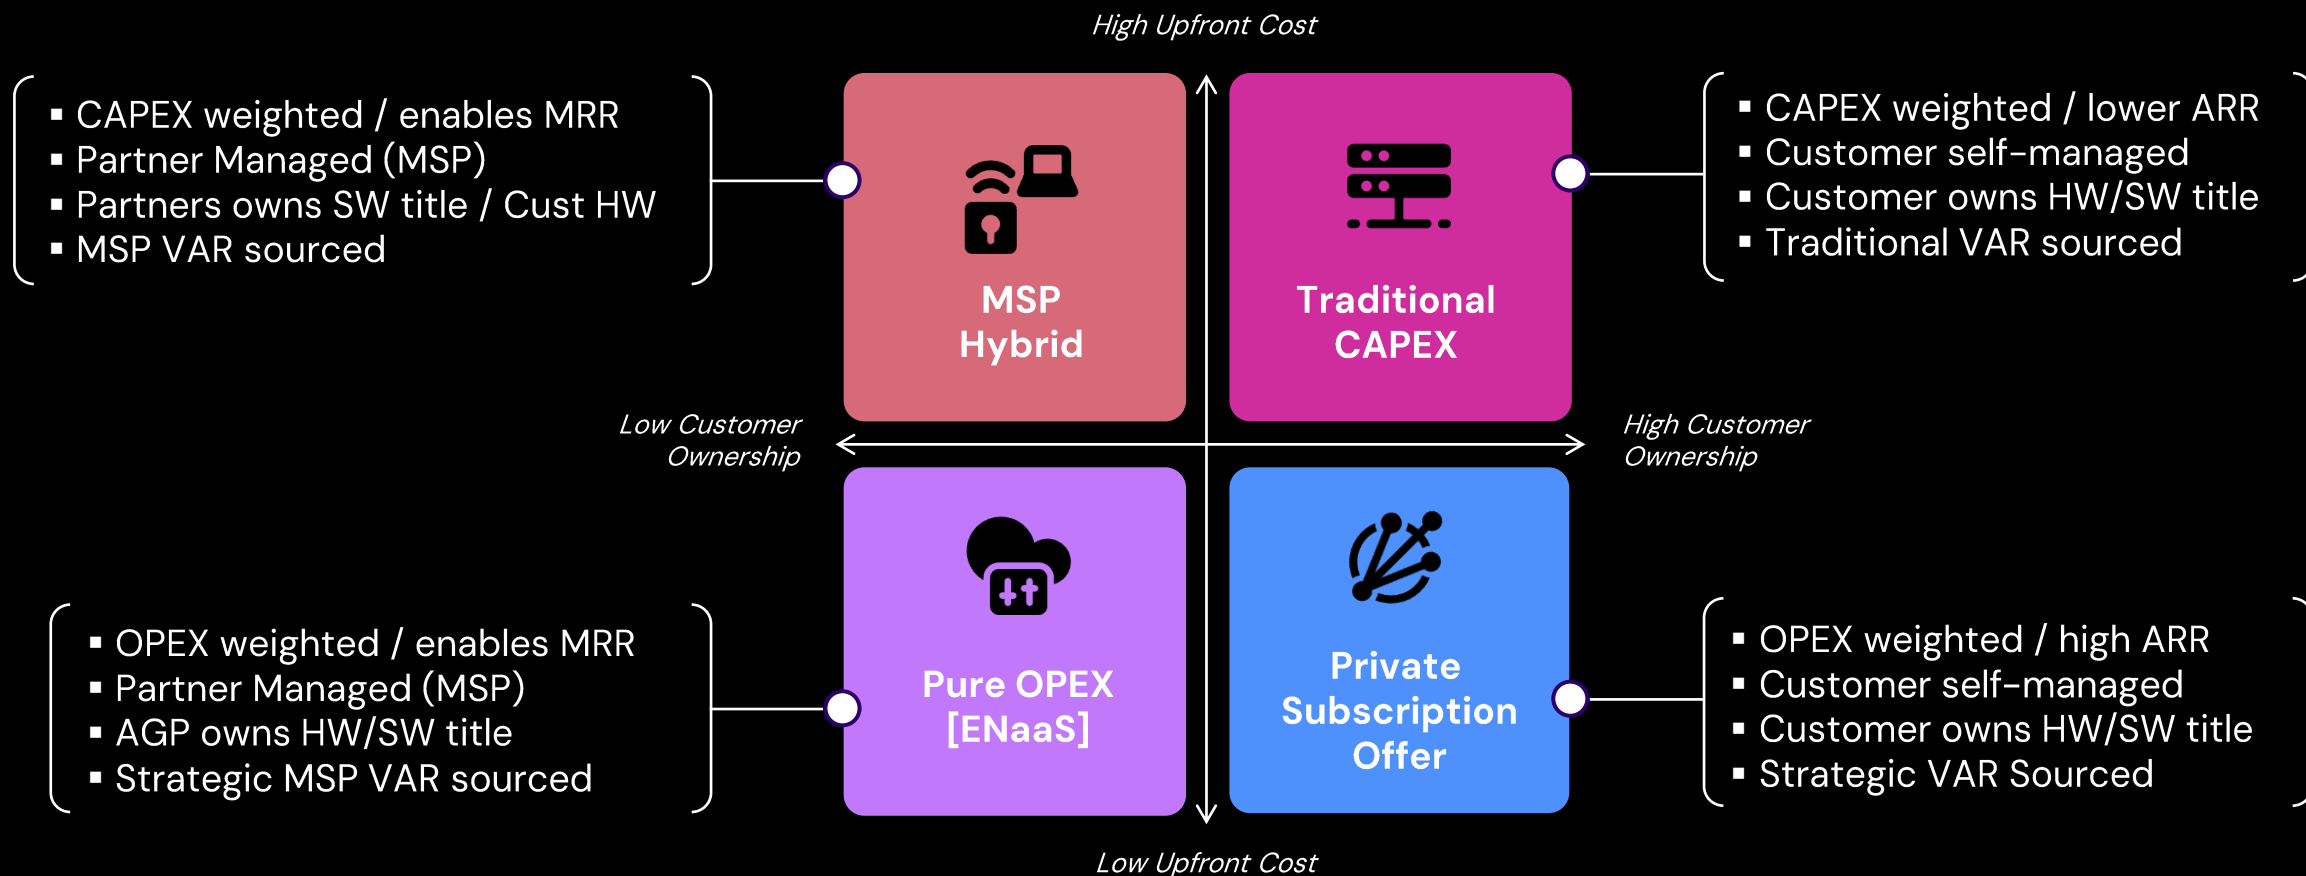 High Upfront Cost
▪ CAPEX weighted / enables MRR
▪ Partner Managed (MSP)
▪ Partners owns SW title / Cust HW
▪ MSP VAR sourced
MSP
Hybrid
Traditional
CAPEX
▪ CAPEX weighted / lower ARR
▪ Customer self-managed
▪ Customer owns HW/SW title
▪ Traditional VAR sourced
Low Customer
Ownership
High Customer
Ownership
▪ OPEX weighted / enables MRR
▪ Partner Managed (MSP)
▪ AGP owns HW/SW title
▪ Strategic MSP VAR sourced
Pure OPEX
[ENaaS]
Private
Subscription
Offer
▪ OPEX weighted / high ARR
▪ Customer self-managed
▪ Customer owns HW/SW title
▪ Strategic VAR Sourced
Low Upfront Cost